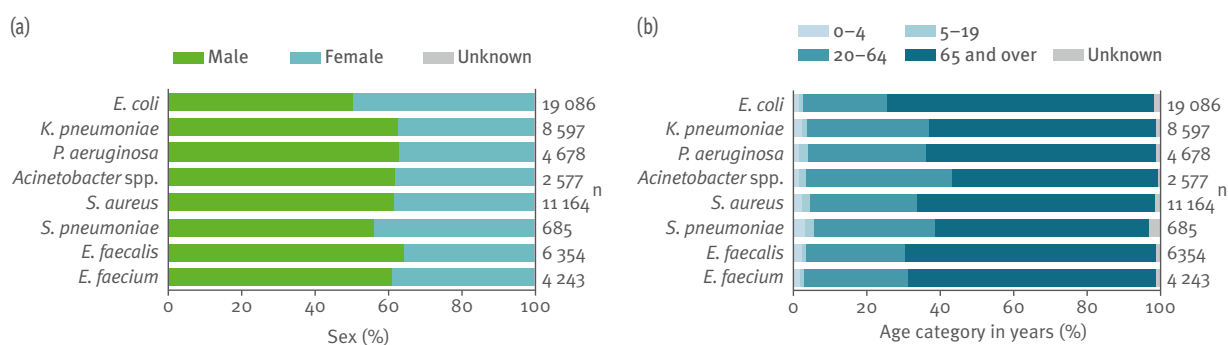 (a)
Male Female Unknown
E. coli 19 086
K. pneumoniae 8 597
P. aeruginosa 4 678
Acinetobacter spp. 2 577
n
S. aureus 11 164
S. pneumoniae 685
E. faecalis 6 354
E. faecium 4 243
0 20 40 60 80 100
Sex (%)
(b)
0–4 5–19
20–64 65 and over Unknown
E. coli 19 086
K. pneumoniae 8 597
P. aeruginosa 4 678
Acinetobacter spp. 2 577
n
S. aureus 11 164
S. pneumoniae 685
E. faecalis 6354
E. faecium 4 243
0 20 40 60 80 100
Age category in years (%)